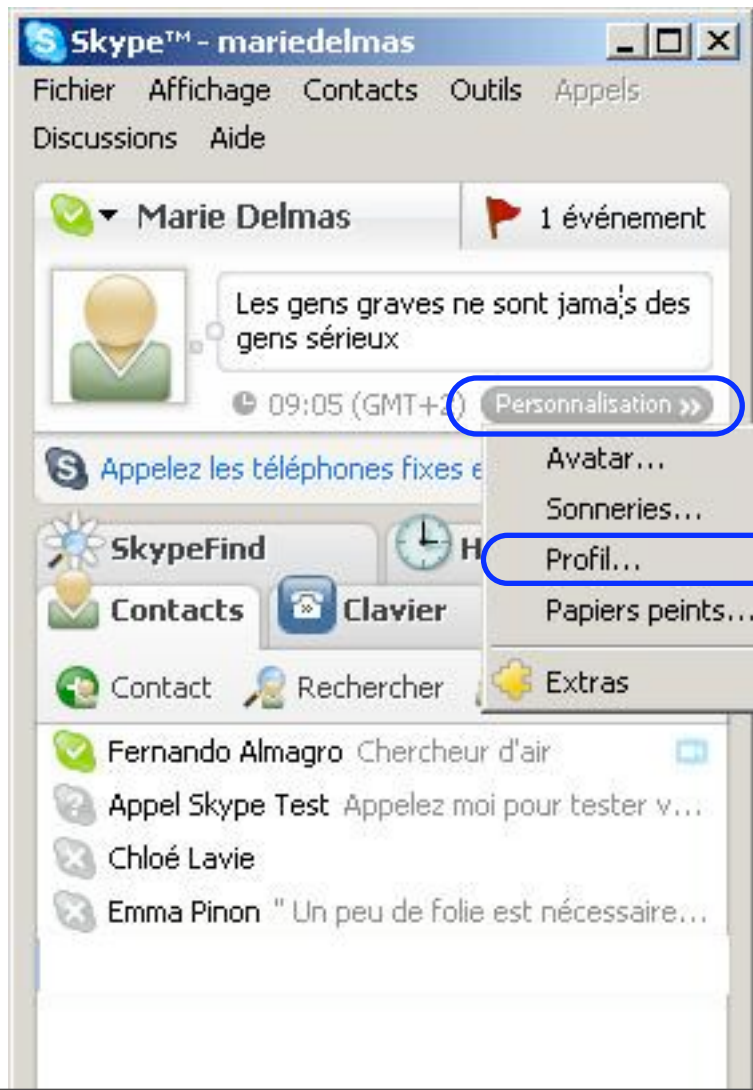 Skype™ - mariedelmas
Fichier Affichage Contacts Outils Appels
Discussions Aide
Marie Delmas 1 événement
Les gens graves ne sont jamais des
gens sérieux
09:05 (GMT+2) Personnalisation »
Appelez les téléphones fixes e
Avatar...
Sonneries...
SkypeFind H
Profil...
Contacts Clavier
Papiers peints...
Contact Rechercher
Extras
Fernando Almagro Chercheur d'air
Appel Skype Test Appelez moi pour tester v...
Chloé Lavie
Emma Pinon " Un peu de folie est nécessaire...